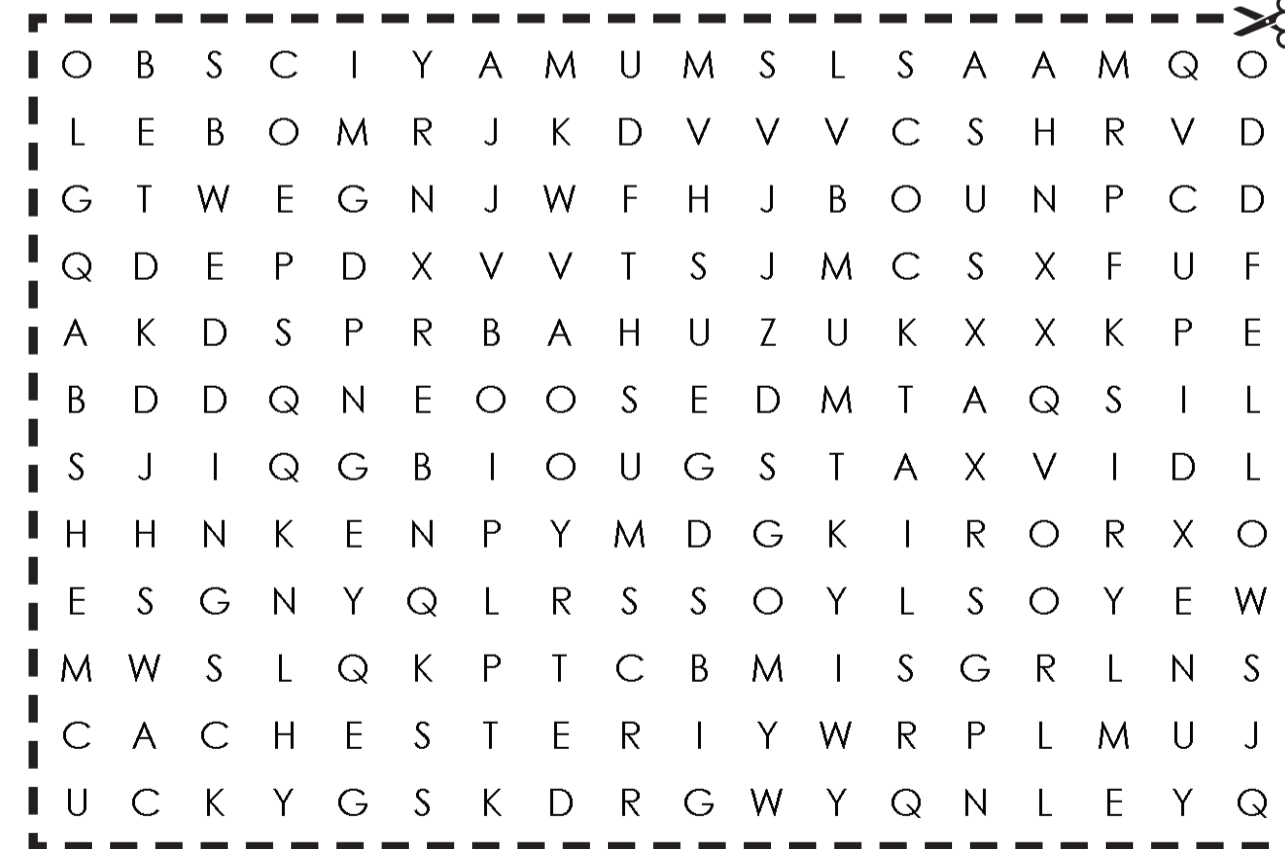 O B S C I Y A M U M S L S A A M Q O
L E B O M R J K D V V V C S H R V D
G T W E G N J W F H J B O U N P C D
Q D E P D X V V T S J M C S X F U F
A K D S P R B A H U Z U K X X K P E
B D D Q N E O O S E D M T A Q S I L
S J I Q G B I O U G S T A X V I D L
H H N K E N P Y M D G K I R O R X O
E S G N Y Q L R S S O Y L S O Y E W
M W S L Q K P T C B M I S G R L N S
C A C H E S T E R I Y W R P L M U J
U C K Y G S K D R G W Y Q N L E Y Q